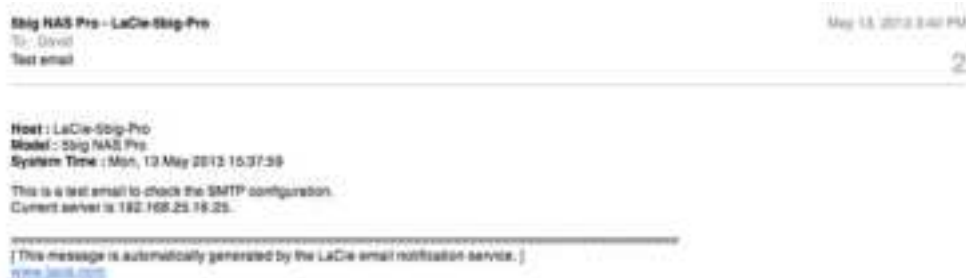 5big NAS Pro - LaCie-5big-Pro
May 13, 2013 3:40 PM
To: David
Test email
2
Host : LaCie-5big-Pro
Model : 5big NAS Pro
System Time : Mon, 13 May 2013 15:37:59
This is a test email to check the SMTP configuration.
Current server is 192.168.25.16:25.
[ This message is automatically generated by the LaCie email notification service. ]
www.lacie.com